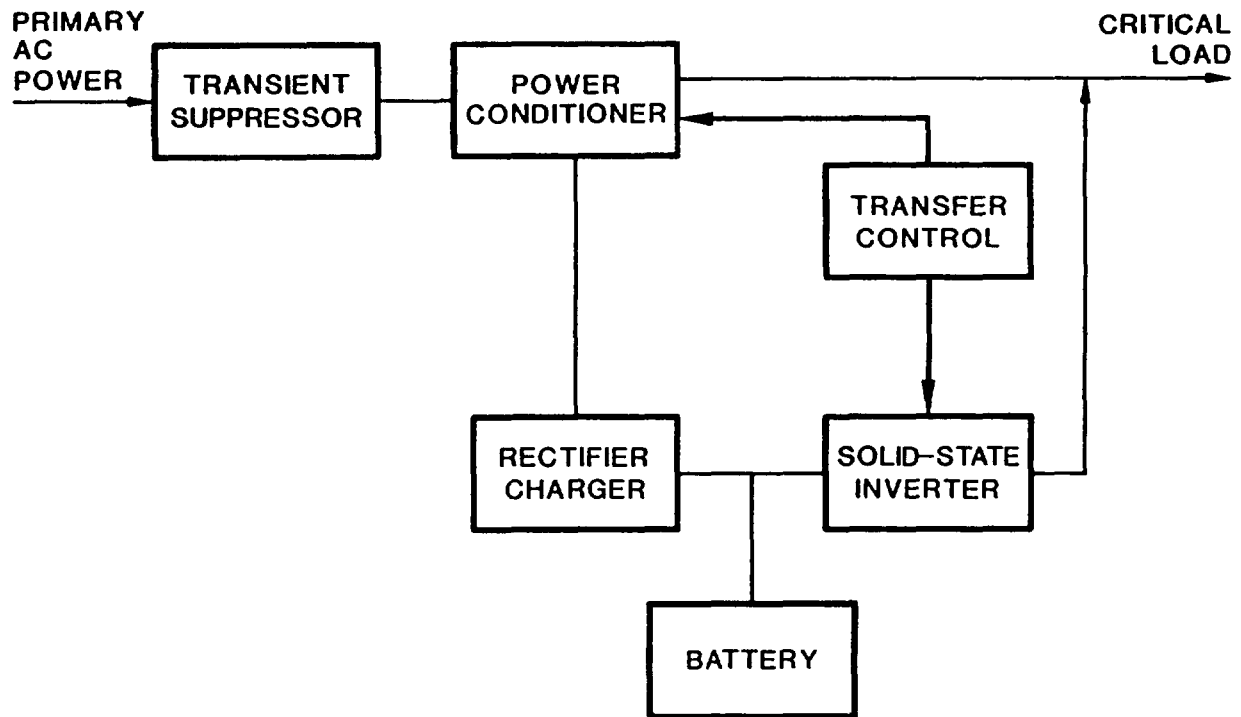 PRIMARY
AC
POWER
TRANSIENT
SUPPRESSOR
POWER
CONDITIONER
CRITICAL
LOAD
TRANSFER
CONTROL
RECTIFIER
CHARGER
SOLID-STATE
INVERTER
BATTERY